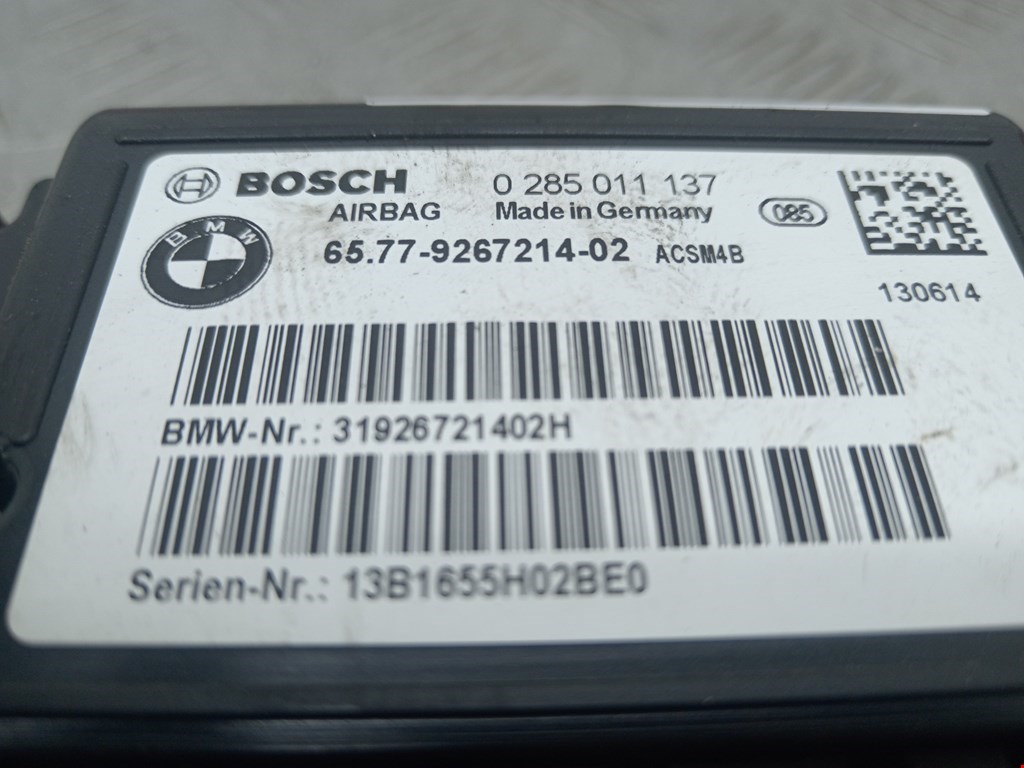 BOSCH 0 285 011 137
AIRBAG Made in Germany 085
BMW 65.77-9267214-02 ACSM4B
130614
BMW-Nr.: 31926721402H
Serien-Nr.: 13B1655H02BE0